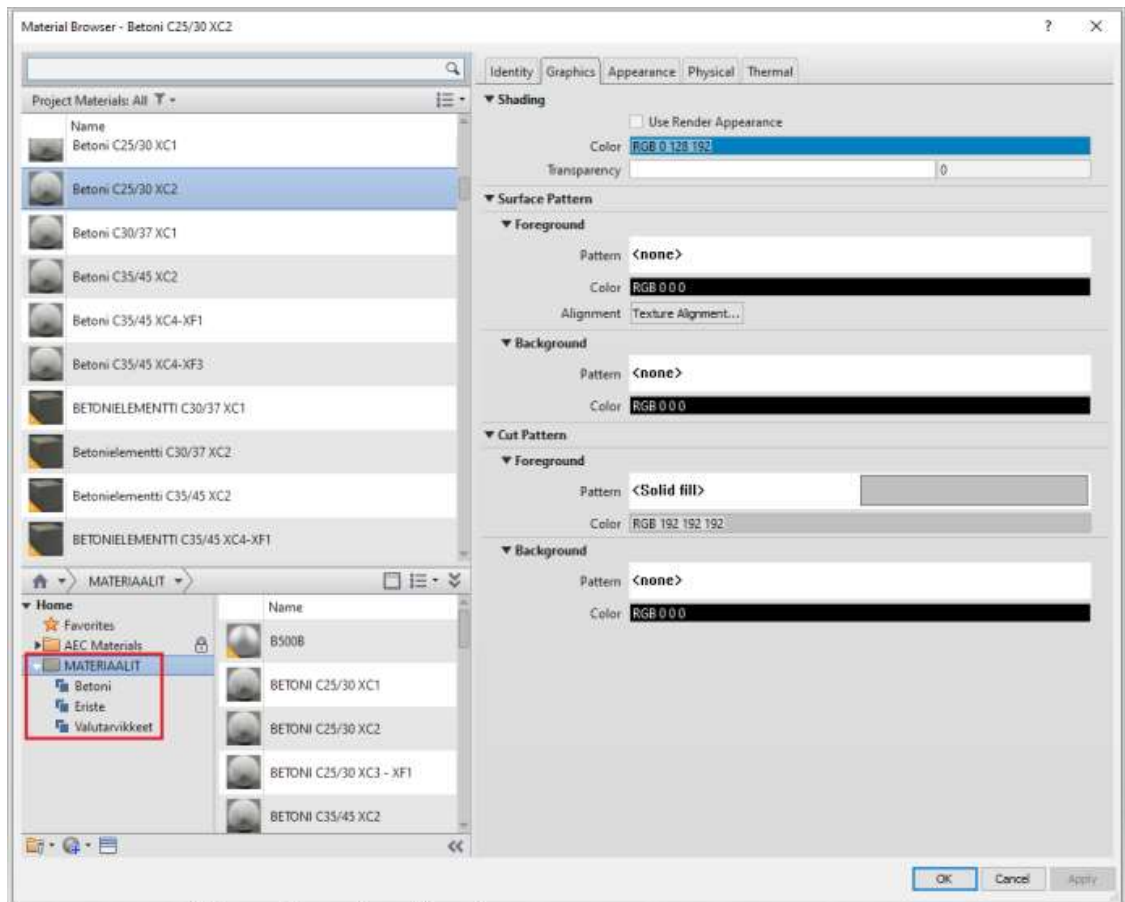 Material Browser - Betoni C25/30 XC2
? X
Project Materials: All
Name
Betoni C25/30 XC1
Betoni C25/30 XC2
Betoni C30/37 XC1
Betoni C35/45 XC2
Betoni C35/45 XC4-XF1
Betoni C35/45 XC4-XF3
BETONIELEMENTTI C30/37 XC1
Betonielementti C30/37 XC2
Betonielementti C35/45 XC2
BETONIELEMENTTI C35/45 XC4-XF1
MATERIAALIT
Home
Favorites
AEC Materials
MATERIAALIT
Betoni
Eriste
Valutarvikkeet
Name
B500B
BETONI C25/30 XC1
BETONI C25/30 XC2
BETONI C25/30 XC3 - XF1
BETONI C35/45 XC2
Identity Graphics Appearance Physical Thermal
Shading
Use Render Appearance
Color RGB 0 128 192
Transparency 0
Surface Pattern
Foreground
Pattern <none>
Color RGB 0 0 0
Alignment Texture Alignment...
Background
Pattern <none>
Color RGB 0 0 0
Cut Pattern
Foreground
Pattern <Solid fill>
Color RGB 192 192 192
Background
Pattern <none>
Color RGB 0 0 0
OK Cancel Apply